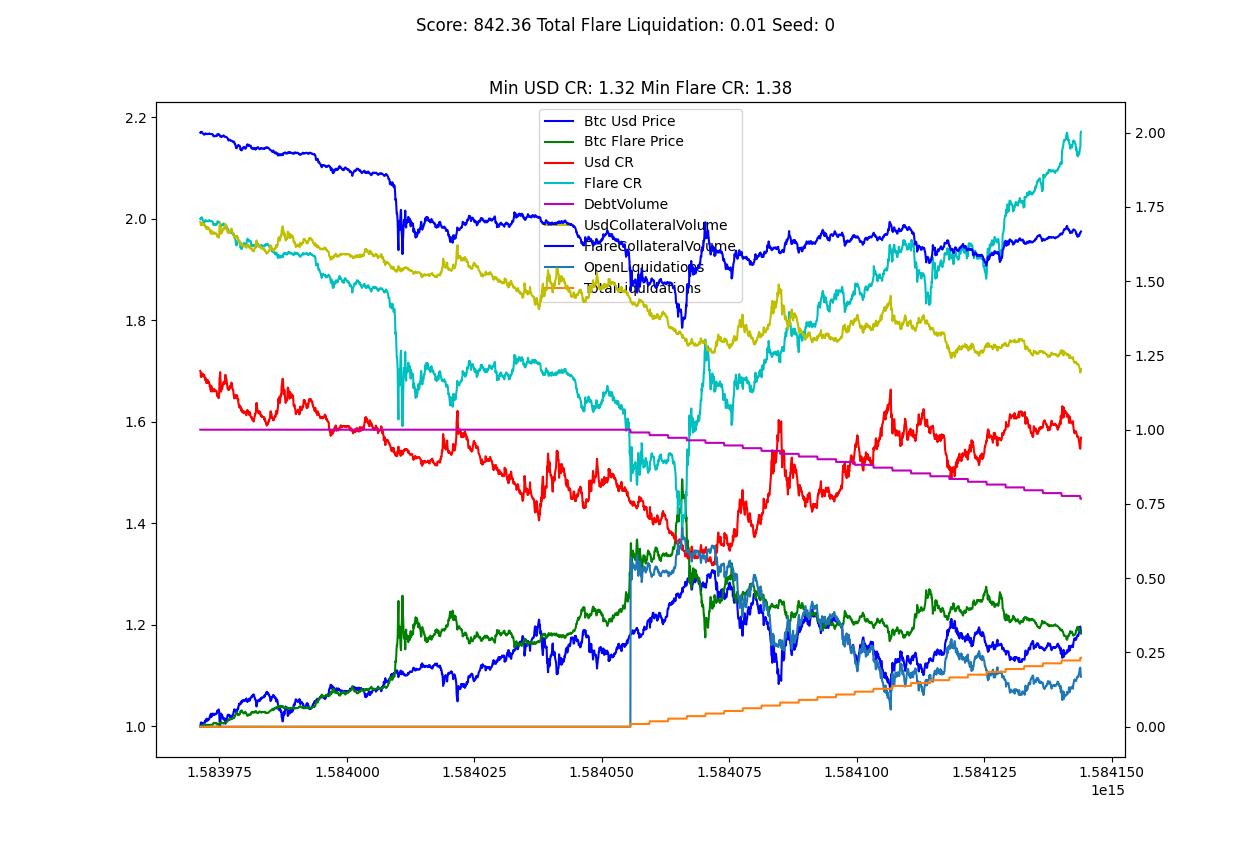 Score: 842.36 Total Flare Liquidation: 0.01 Seed: 0
Min USD CR: 1.32 Min Flare CR: 1.38
Btc Usd Price
Btc Flare Price
Usd CR
Flare CR
DebtVolume
UsdCollateralVolume
FlareCollateralVolume
OpenLiquidations
TotalLiquidations
2.2
2.0
1.8
1.6
1.4
1.2
1.0
2.00
1.75
1.50
1.25
1.00
0.75
0.50
0.25
0.00
1.583975 1.584000 1.584025 1.584050 1.584075 1.584100 1.584125 1.584150
1e15